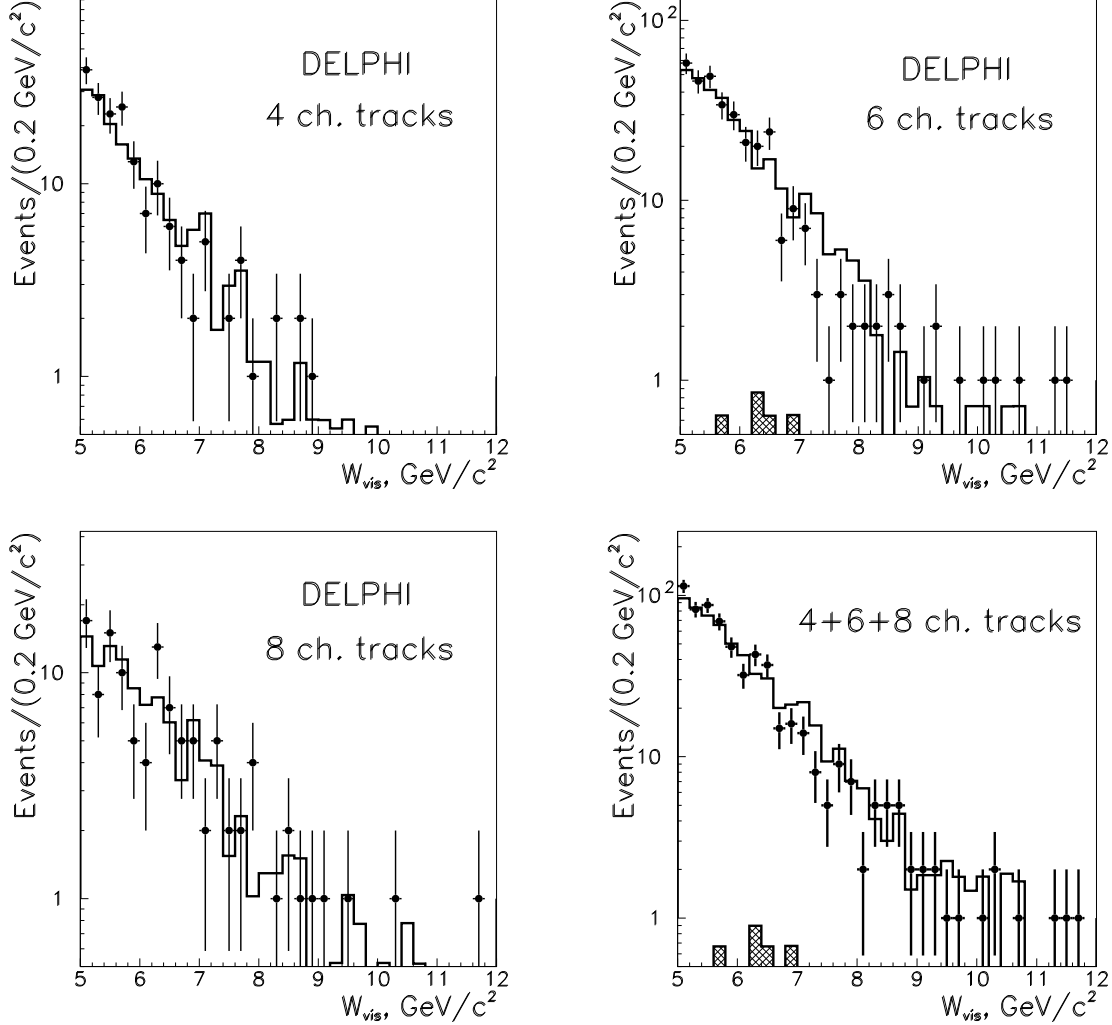 Events/(0.2 GeV/c²)
DELPHI
4 ch. tracks
10
1
5 6 7 8 9 10 11 12
W_vis, GeV/c²
Events/(0.2 GeV/c²)
DELPHI
6 ch. tracks
10²
10
1
5 6 7 8 9 10 11 12
W_vis, GeV/c²
Events/(0.2 GeV/c²)
DELPHI
8 ch. tracks
10
1
5 6 7 8 9 10 11 12
W_vis, GeV/c²
Events/(0.2 GeV/c²)
4+6+8 ch. tracks
10²
10
1
5 6 7 8 9 10 11 12
W_vis, GeV/c²